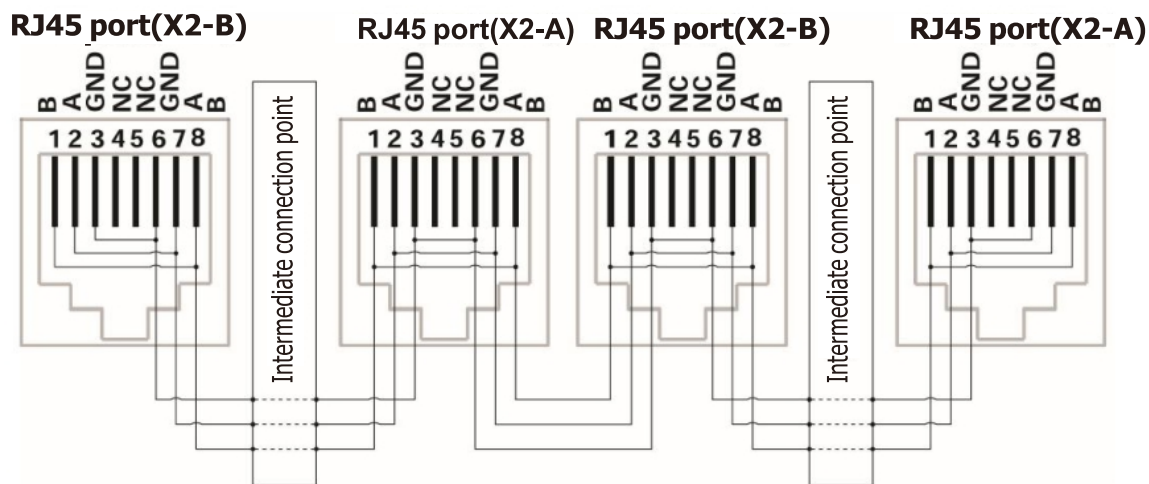 RJ45 port(X2-B) RJ45 port(X2-A) RJ45 port(X2-B) RJ45 port(X2-A)
B A GND NC NC GND A B B A GND NC NC GND A B B A GND NC NC GND A B B A GND NC NC GND A B
1 2 3 4 5 6 7 8 1 2 3 4 5 6 7 8 1 2 3 4 5 6 7 8 1 2 3 4 5 6 7 8
Intermediate connection point
Intermediate connection point